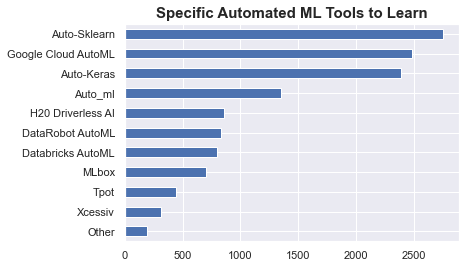 Specific Automated ML Tools to Learn
Auto-Sklearn
Google Cloud AutoML
Auto-Keras
Auto_ml
H20 Driverless AI
DataRobot AutoML
Databricks AutoML
MLbox
Tpot
Xcessiv
Other
0 500 1000 1500 2000 2500